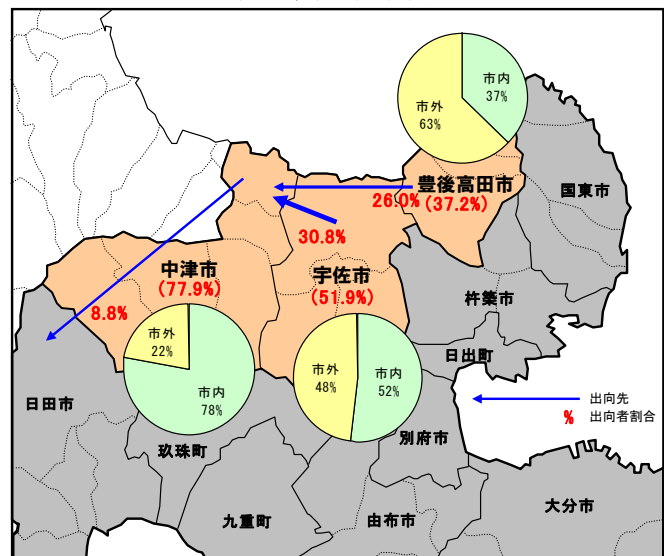 市外
63%
市内
37%
豊後高田市
(37.2%)
国東市
26.0%
30.8%
中津市
(77.9%)
宇佐市
(51.9%)
杵築市
8.8%
日出町
市外
22%
市内
78%
市外
48%
市内
52%
出向先
% 出向者割合
日田市
別府市
玖珠町
九重町
由布市
大分市